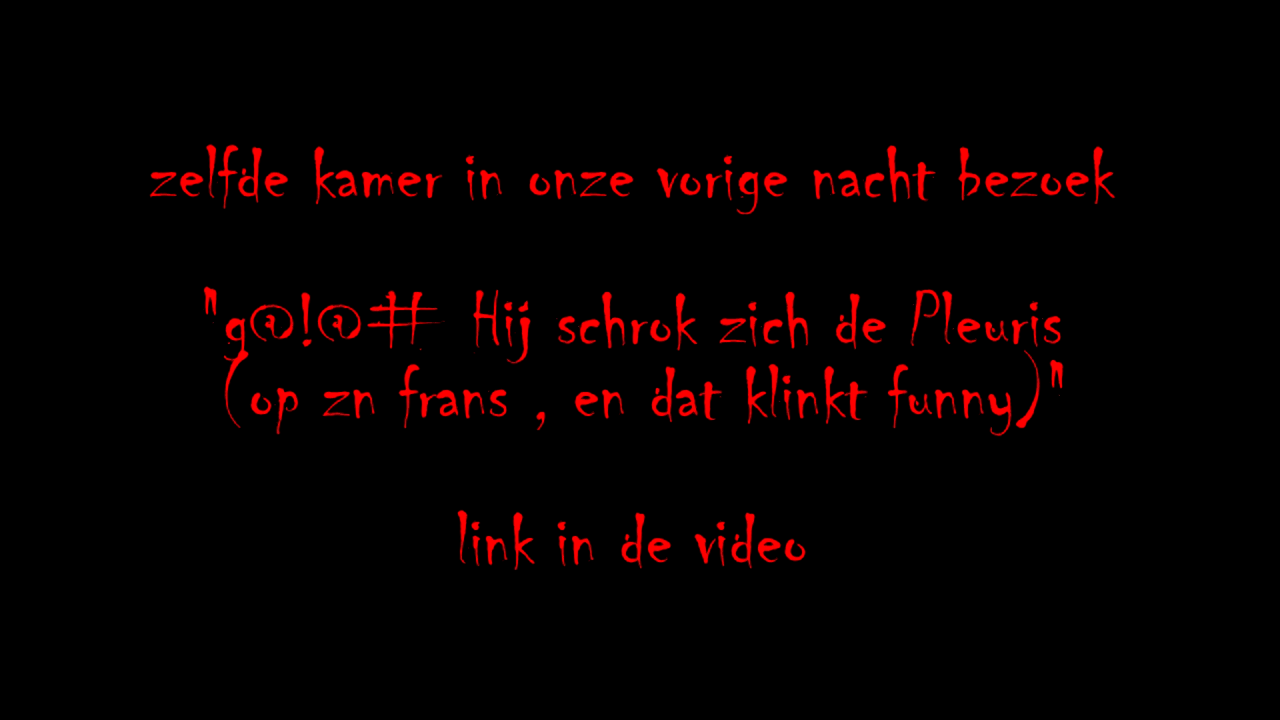 zelfde kamer in onze vorige nacht bezoek
"g@!@# Hij schrok zich de Pleuris
(op zn frans , en dat klinkt funny)"
link in de video